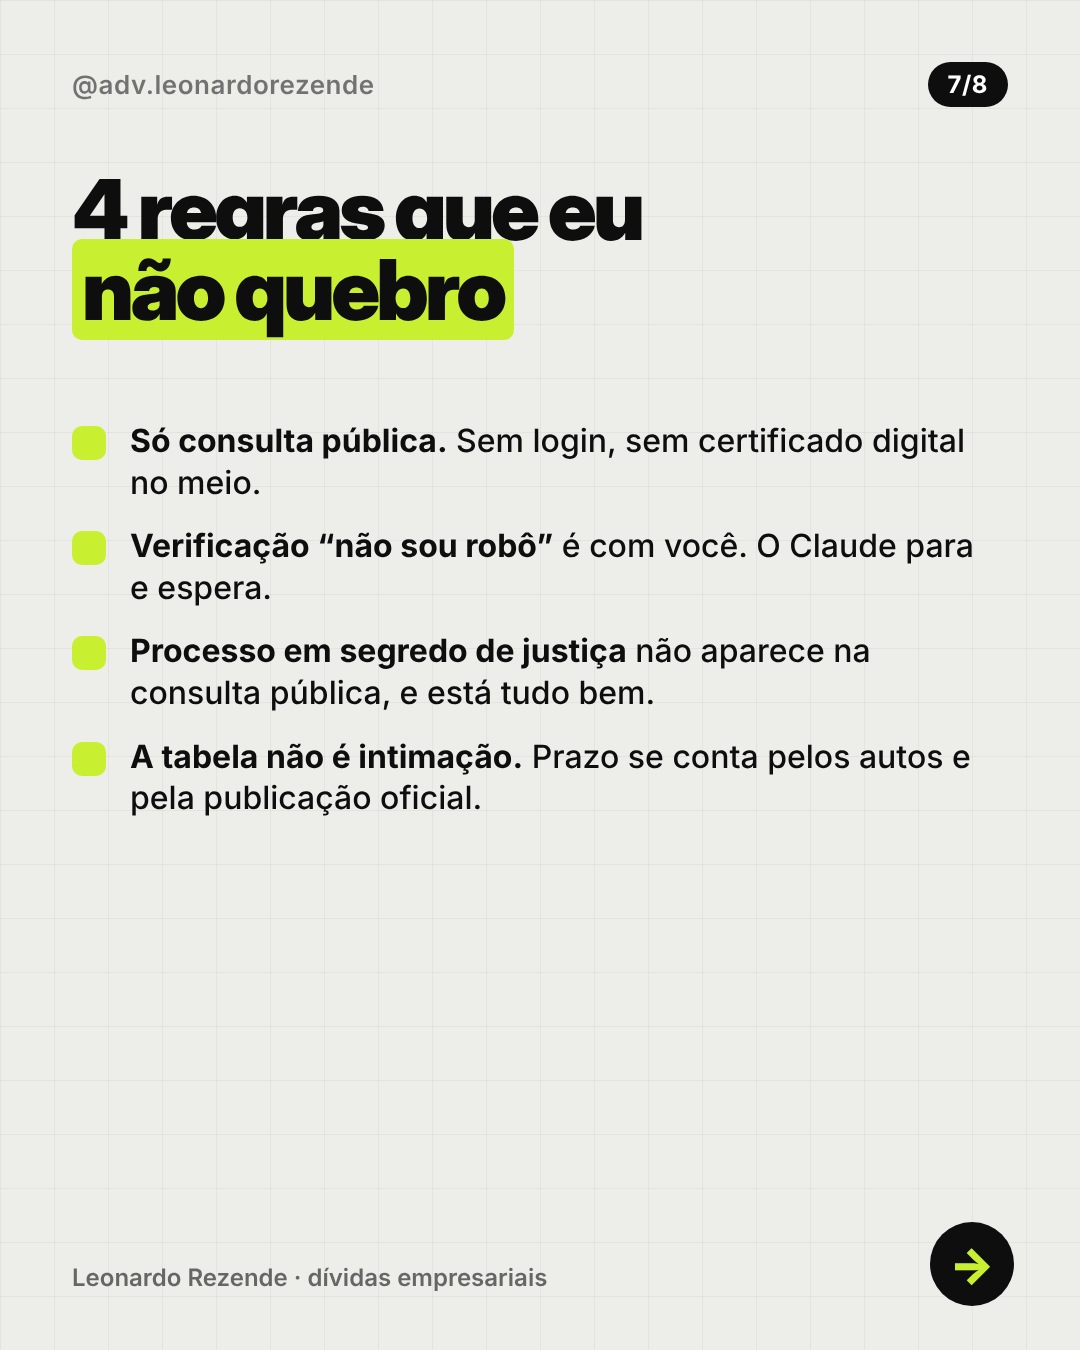 @adv.leonardorezende
7/8
4 regras que eu
não quebro
Só consulta pública. Sem login, sem certificado digital
no meio.
Verificação “não sou robô” é com você. O Claude para
e espera.
Processo em segredo de justiça não aparece na
consulta pública, e está tudo bem.
A tabela não é intimação. Prazo se conta pelos autos e
pela publicação oficial.
Leonardo Rezende · dívidas empresariais